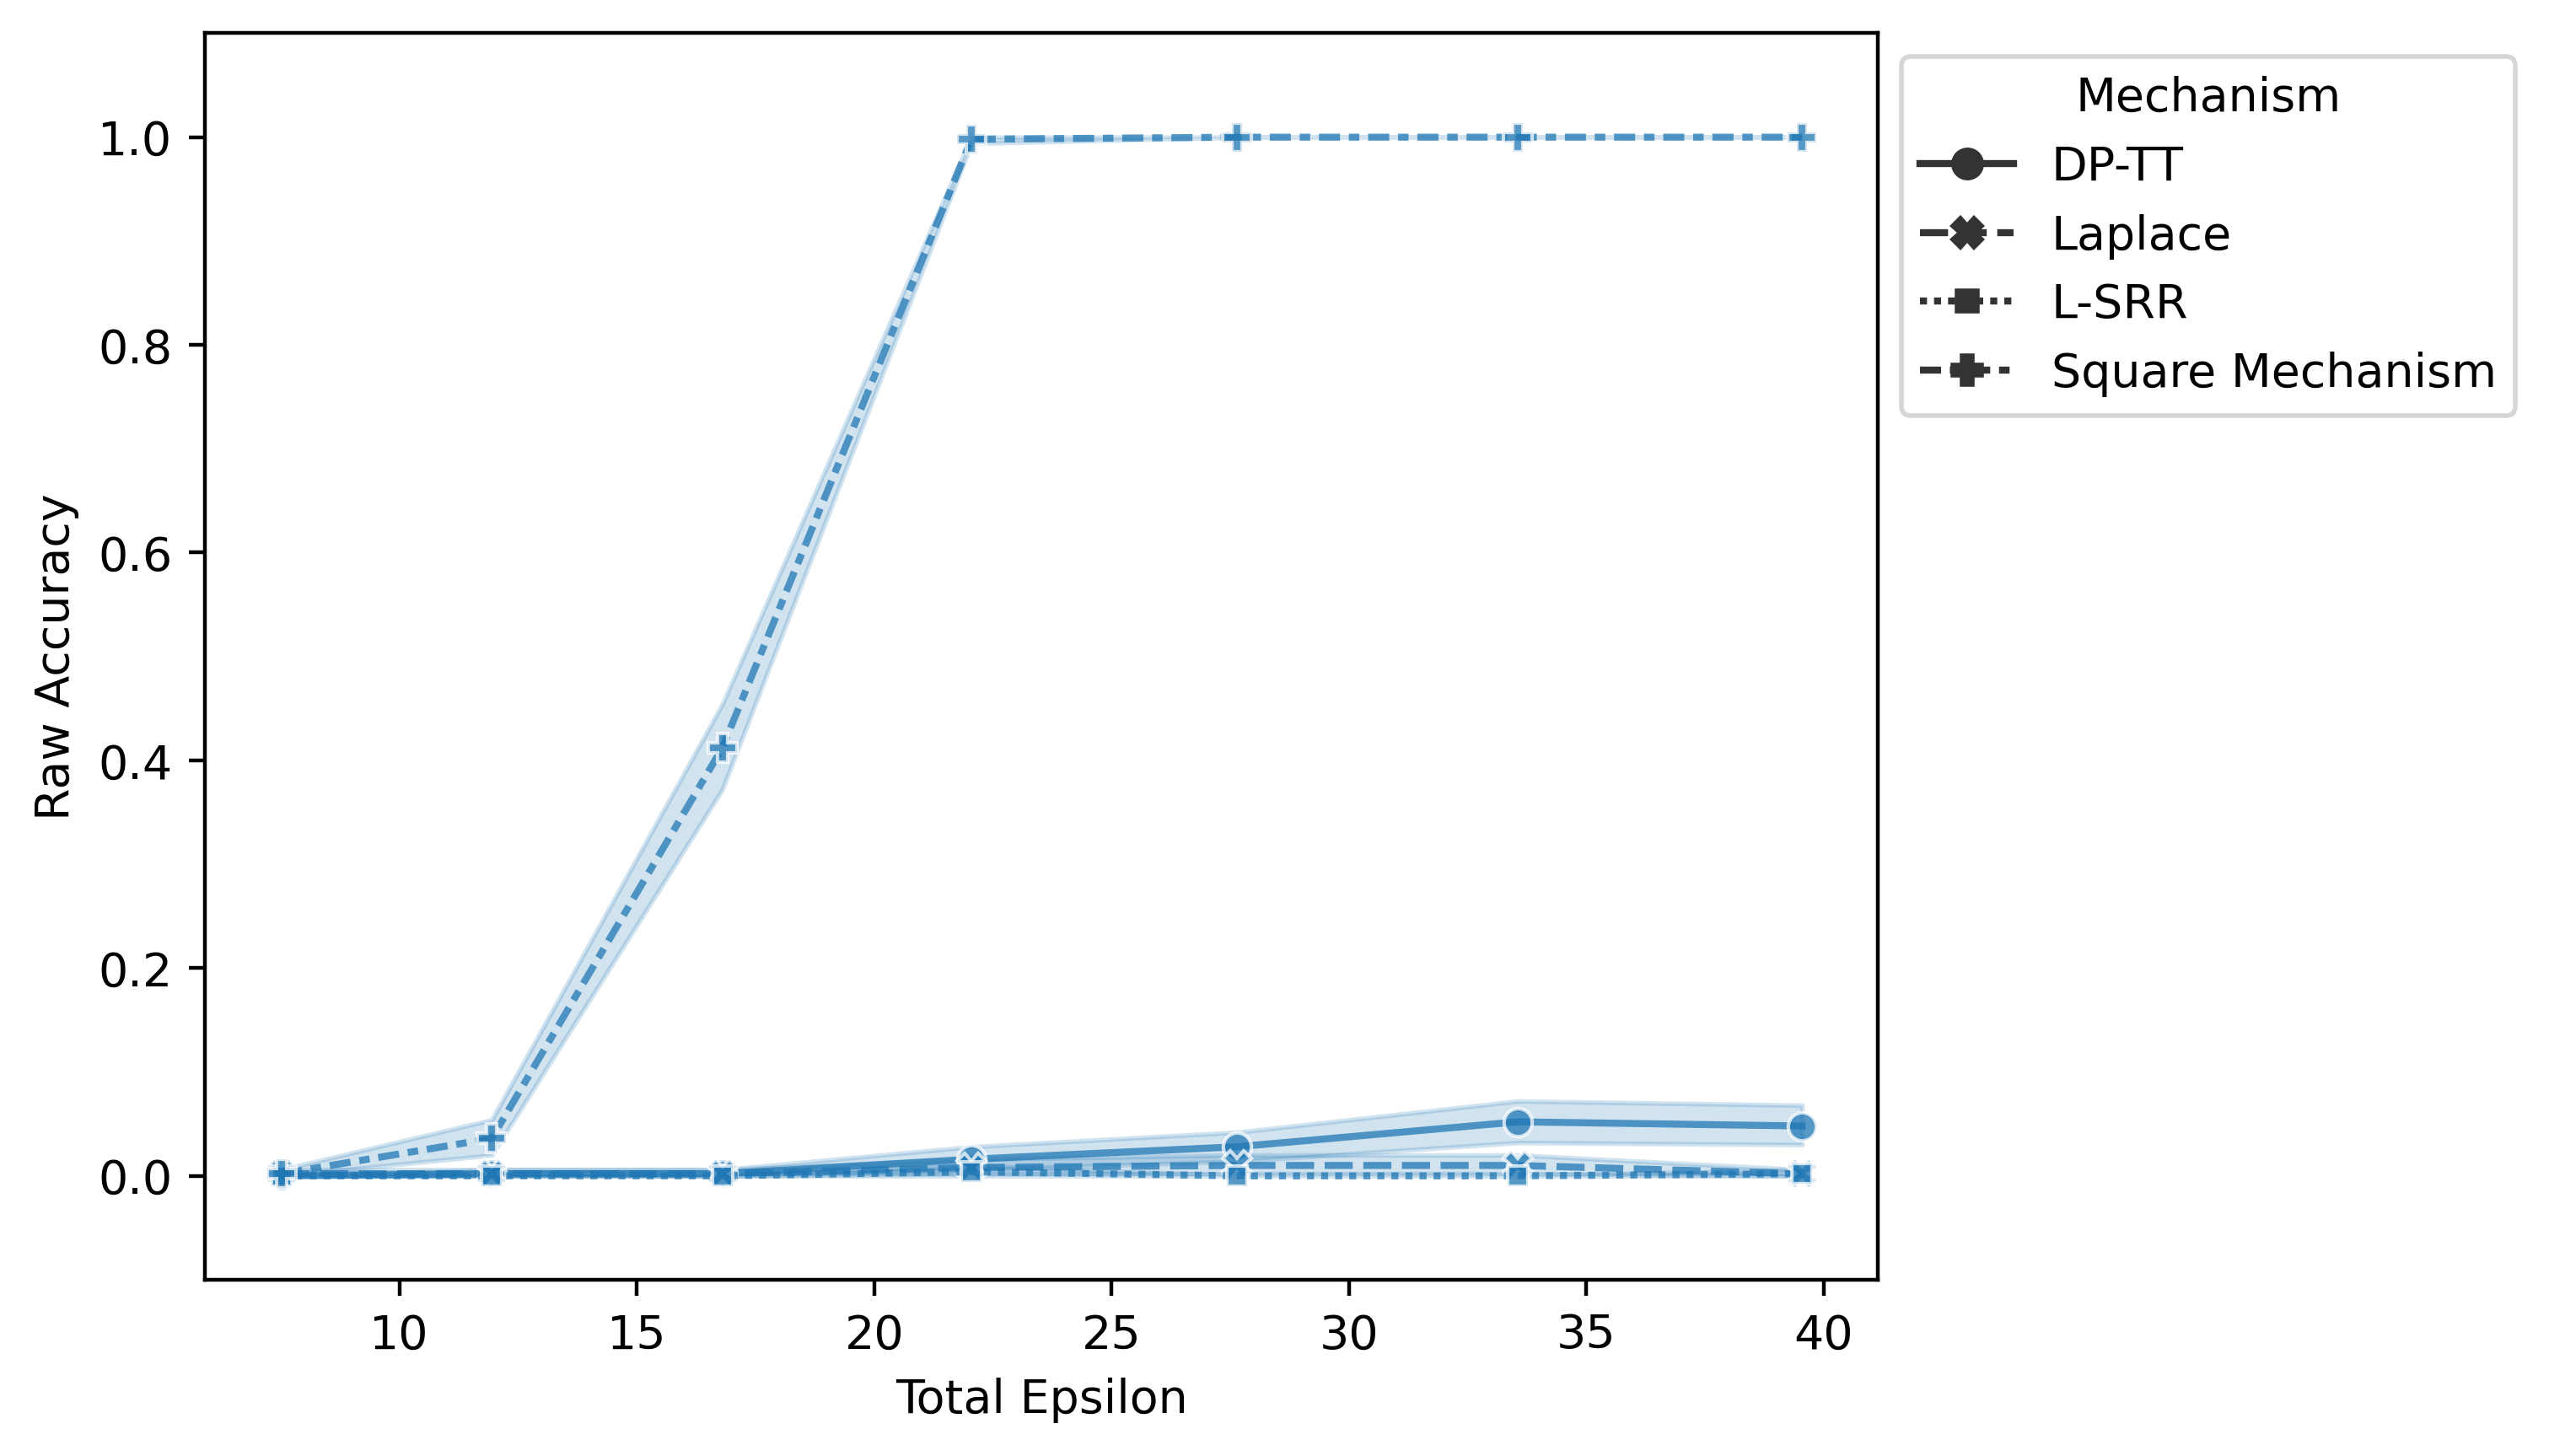 1.0
0.8
0.6
0.4
0.2
0.0
Raw Accuracy
10 15 20 25 30 35 40
Total Epsilon
Mechanism
DP-TT
Laplace
L-SRR
Square Mechanism